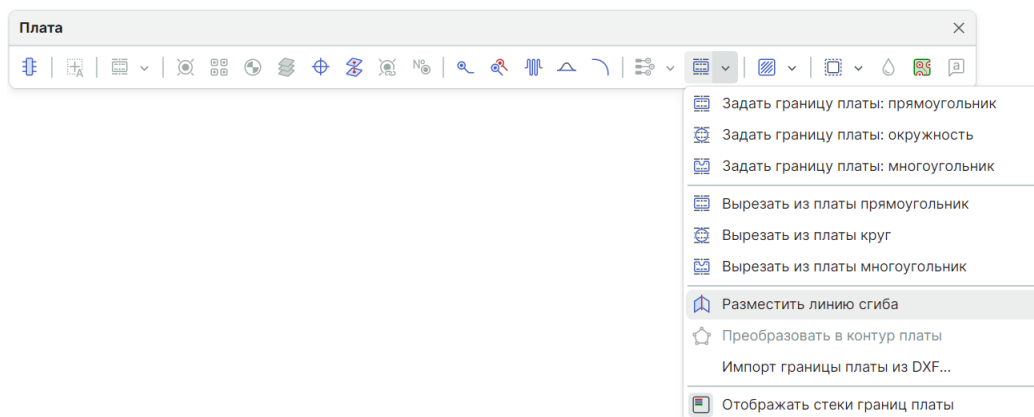 Плата
Задать границу платы: прямоугольник
Задать границу платы: окружность
Задать границу платы: многоугольник
Вырезать из платы прямоугольник
Вырезать из платы круг
Вырезать из платы многоугольник
Разместить линию сгиба
Преобразовать в контур платы
Импорт границы платы из DXF...
Отображать стеки границ платы